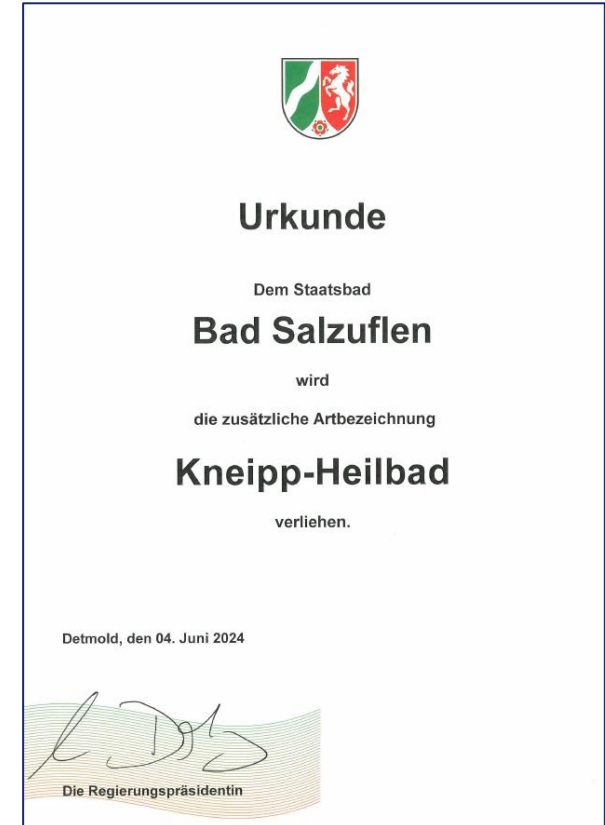 Urkunde
Dem Staatsbad
Bad Salzuflen
wird
die zusätzliche Artbezeichnung
Kneipp-Heilbad
verliehen.
Detmold, den 04. Juni 2024
Die Regierungspräsidentin